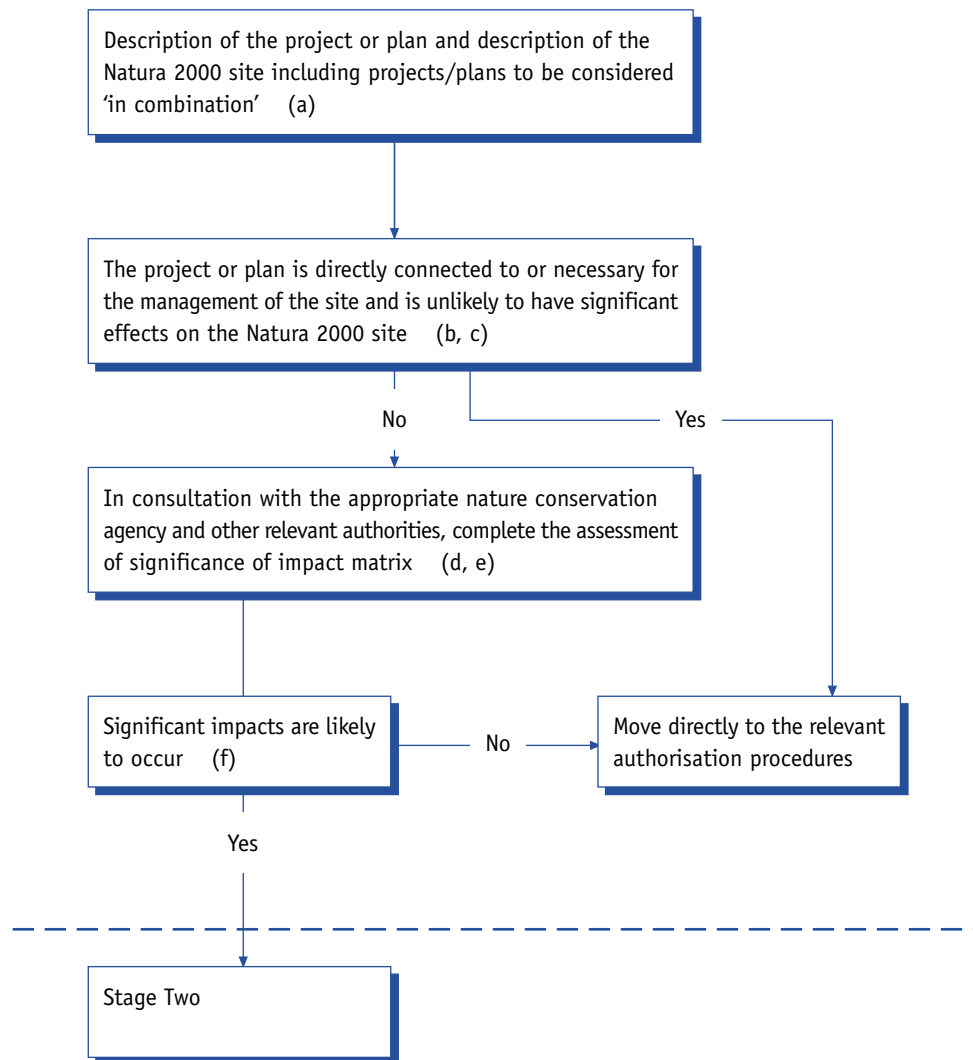 Description of the project or plan and description of the
Natura 2000 site including projects/plans to be considered
‘in combination’ (a)
The project or plan is directly connected to or necessary for
the management of the site and is unlikely to have significant
effects on the Natura 2000 site (b, c)
No
Yes
In consultation with the appropriate nature conservation
agency and other relevant authorities, complete the assessment
of significance of impact matrix (d, e)
Significant impacts are likely
to occur (f)
No
Move directly to the relevant
authorisation procedures
Yes
Stage Two